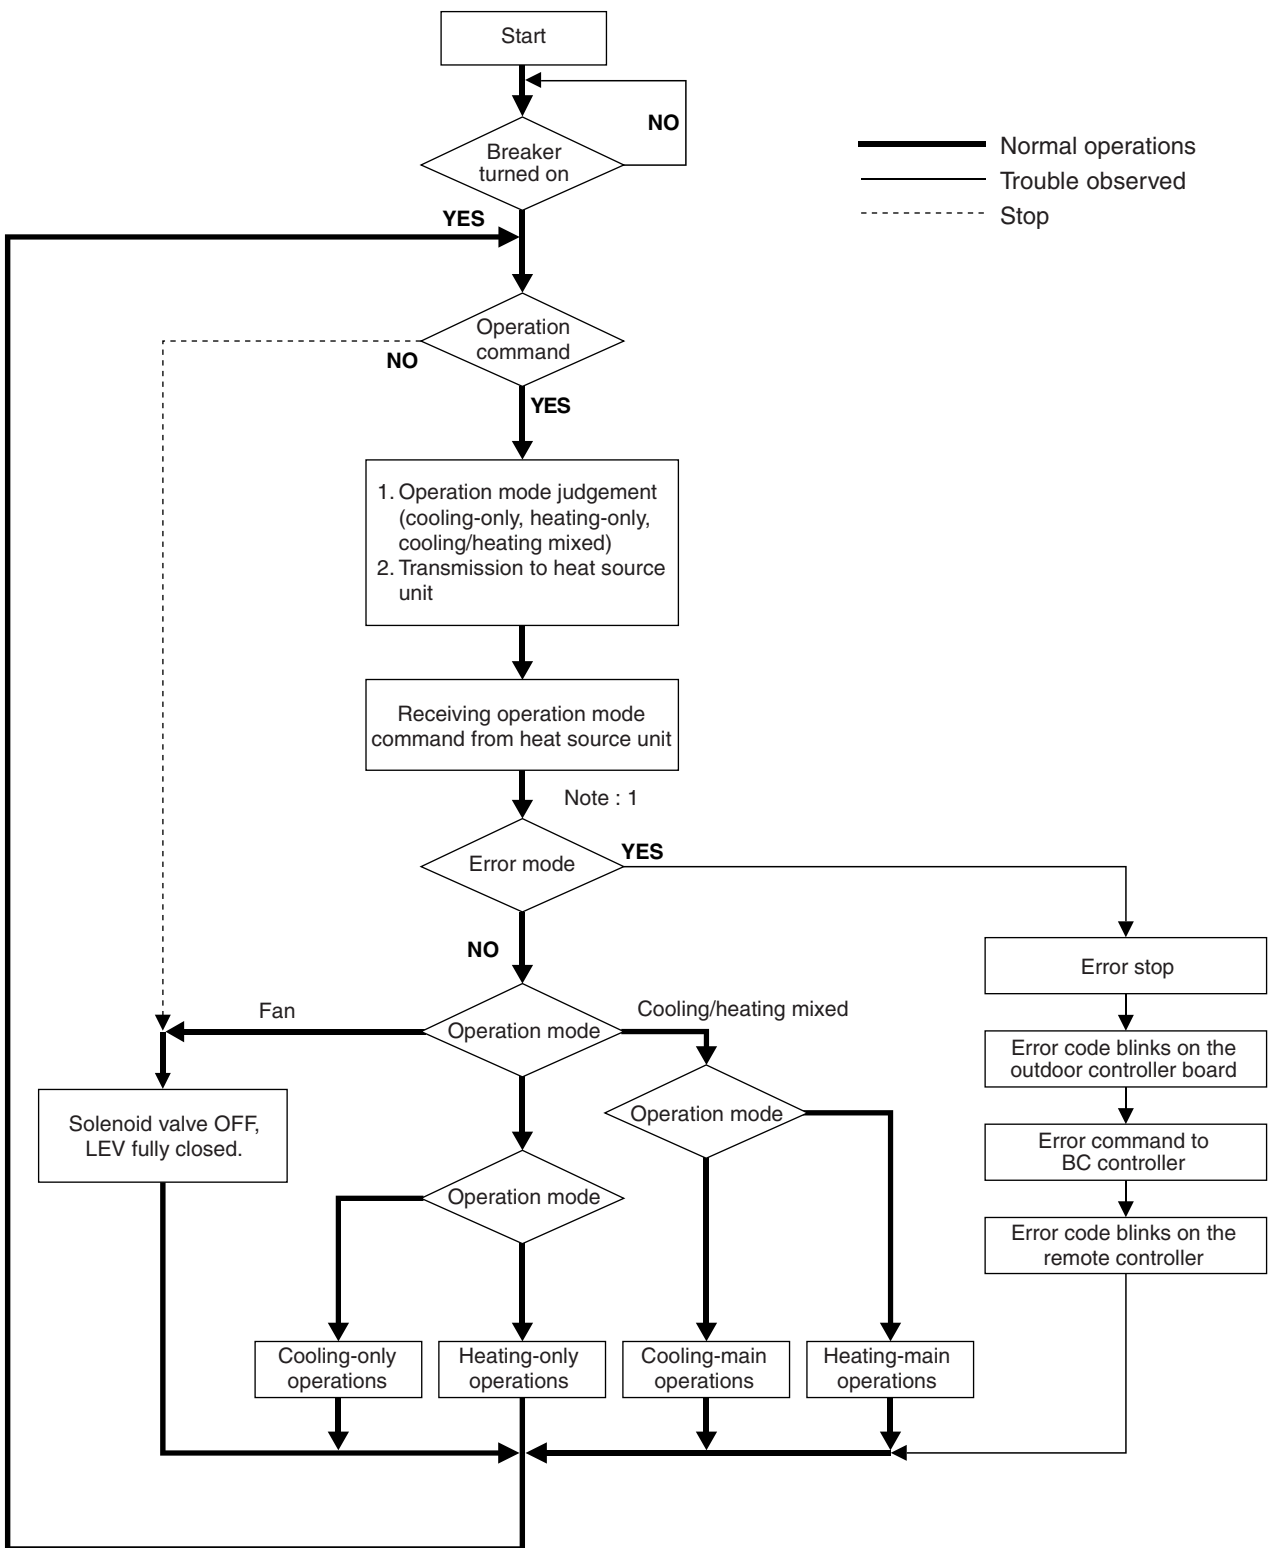 Start
NO
Breaker
turned on
Normal operations
Trouble observed
Stop
YES
Operation
command
NO
YES
1. Operation mode judgement
(cooling-only, heating-only,
cooling/heating mixed)
2. Transmission to heat source
unit
Receiving operation mode
command from heat source unit
Note : 1
Error mode
YES
NO
Fan
Operation mode
Cooling/heating mixed
Error stop
Error code blinks on the
outdoor controller board
Solenoid valve OFF,
LEV fully closed.
Operation mode
Error command to
BC controller
Operation mode
Error code blinks on the
remote controller
Cooling-only
operations
Heating-only
operations
Cooling-main
operations
Heating-main
operations